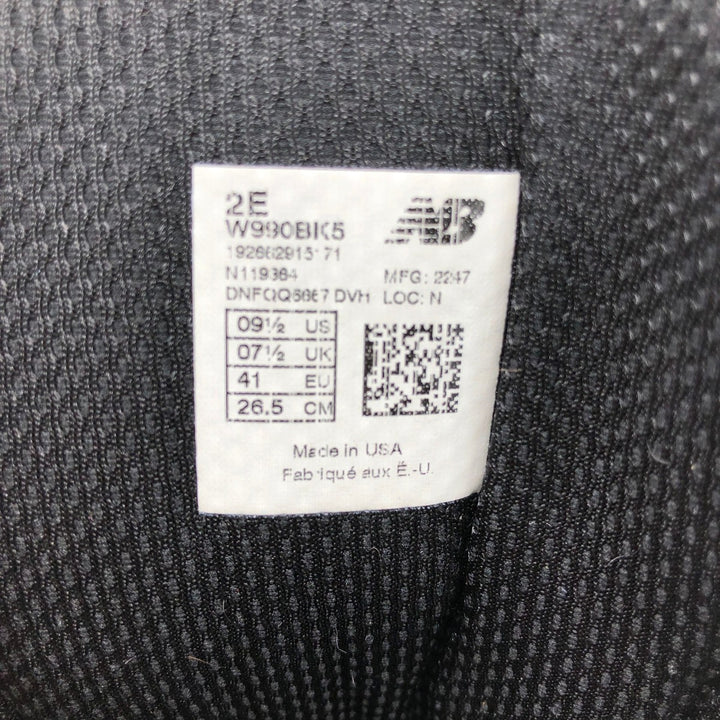 2E
NB
W990BK5
192662915171
N119364
MFG: 2247
DVH LOC: N
09½ US
07½ UK
41 EU
26.5 CM
Made in USA
Fabriqué aux É.-U.